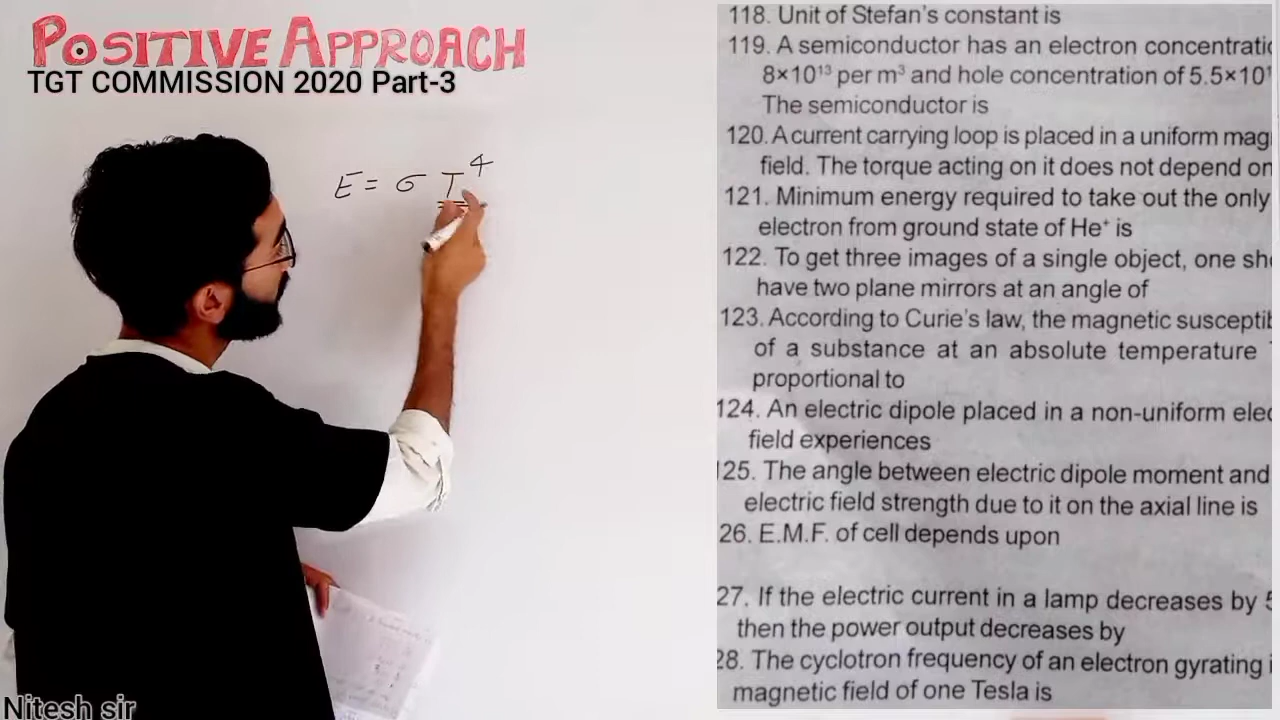 POSITIVE APPROACH
TGT COMMISSION 2020 Part-3
E = σ T⁴
Nitesh sir
118. Unit of Stefan's constant is
119. A semiconductor has an electron concentratic
8×10¹³ per m³ and hole concentration of 5.5×10¹
The semiconductor is
120. A current carrying loop is placed in a uniform mag
field. The torque acting on it does not depend on
121. Minimum energy required to take out the only
electron from ground state of He⁺ is
122. To get three images of a single object, one sh
have two plane mirrors at an angle of
123. According to Curie's law, the magnetic susceptib
of a substance at an absolute temperature
proportional to
124. An electric dipole placed in a non-uniform elec
field experiences
125. The angle between electric dipole moment and
electric field strength due to it on the axial line is
26. E.M.F. of cell depends upon
27. If the electric current in a lamp decreases by 5
then the power output decreases by
28. The cyclotron frequency of an electron gyrating i
magnetic field of one Tesla is